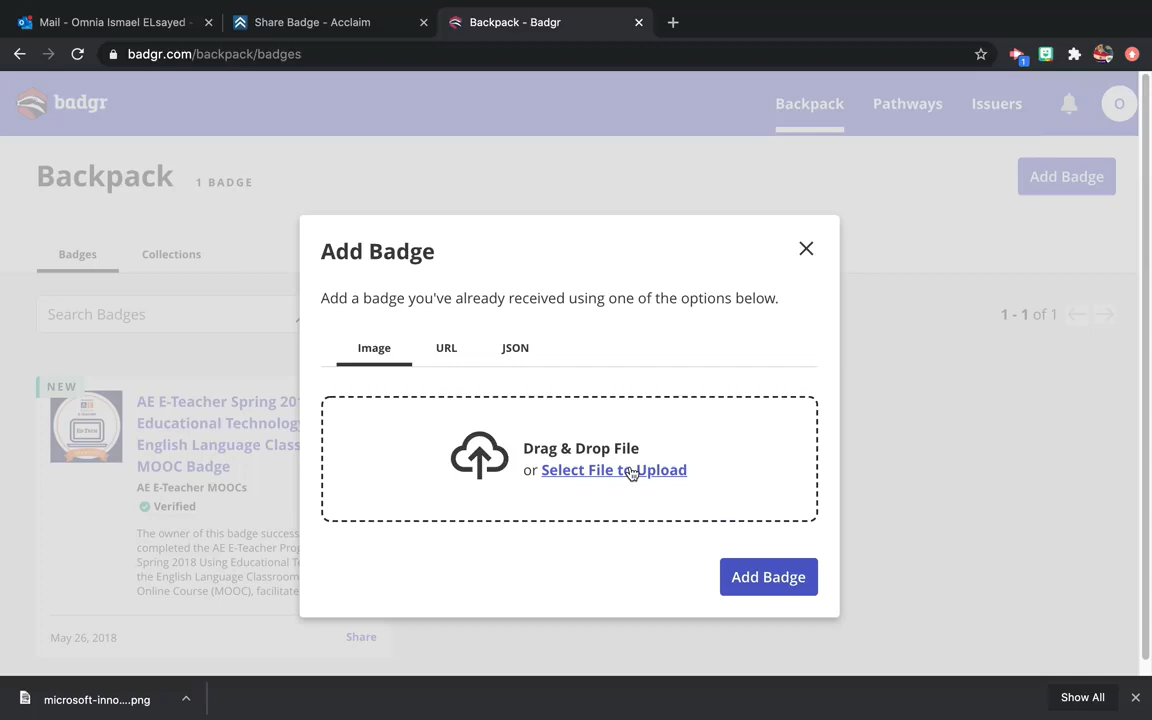 Mail - Omnia Ismael ELsayed -
Share Badge - Acclaim
Backpack - Badgr
badgr.com/backpack/badges
1
badgr
Backpack
Pathways
Issuers
O
Backpack
1 BADGE
Add Badge
Badges
Collections
Search Badges
1 - 1 of 1
NEW
AE E-Teacher Spring 201
Educational Technology
English Language Class
MOOC Badge
AE E-Teacher MOOCs
Verified
The owner of this badge success
completed the AE E-Teacher Prog
Spring 2018 Using Educational Te
the English Language Classroom
Online Course (MOOC), facilitate
May 26, 2018
Share
Add Badge
Add a badge you've already received using one of the options below.
Image
URL
JSON
Drag & Drop File
or Select File to Upload
Add Badge
microsoft-inno....png
Show All